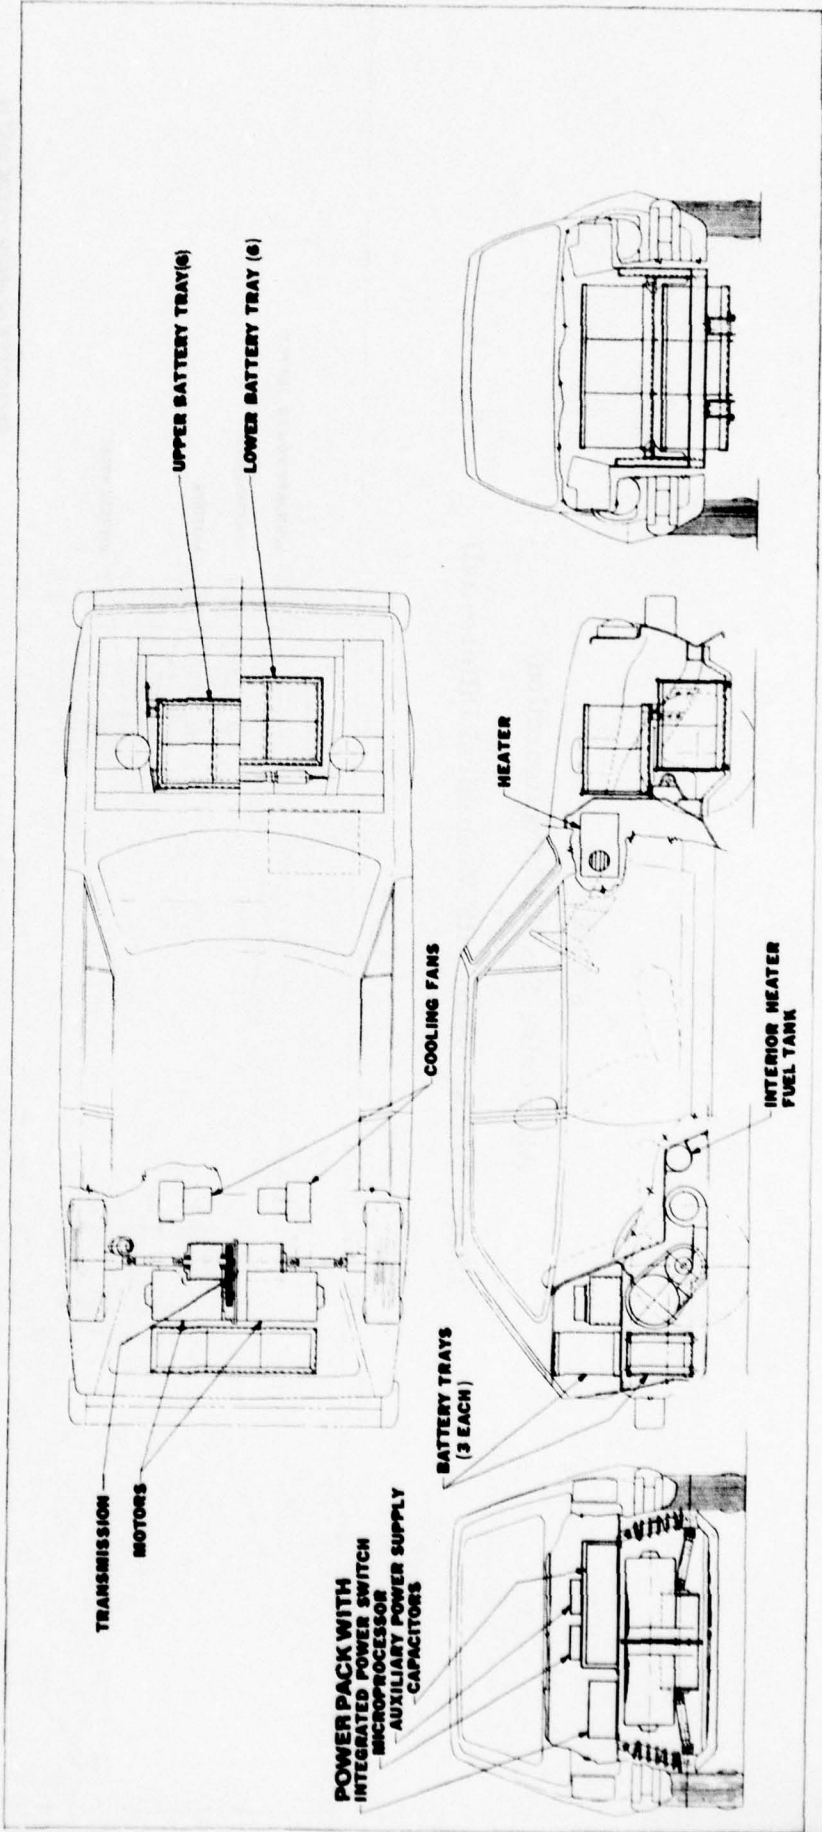 TRANSMISSION
MOTORS
UPPER BATTERY TRAY(6)
LOWER BATTERY TRAY (6)
COOLING FANS
POWER PACK WITH
INTEGRATED POWER SWITCH
MICROPROCESSOR
AUXILIARY POWER SUPPLY
CAPACITORS
BATTERY TRAYS
(3 EACH)
HEATER
INTERIOR HEATER
FUEL TANK